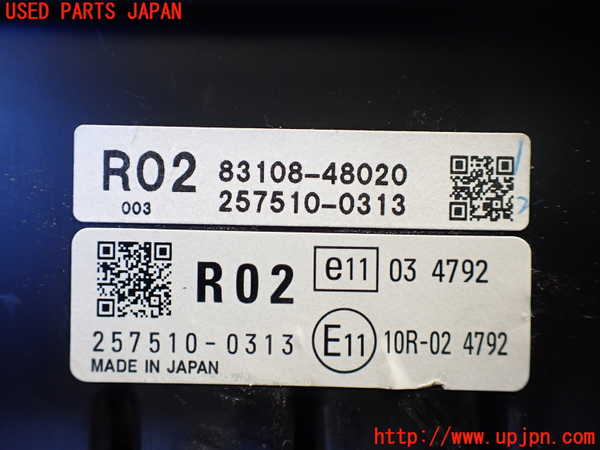 USED PARTS JAPAN
R02 83108-48020
003 257510-0313
R02 e11 03 4792
257510-0313 E11 10R-02 4792
MADE IN JAPAN
http://www.upjpn.com/